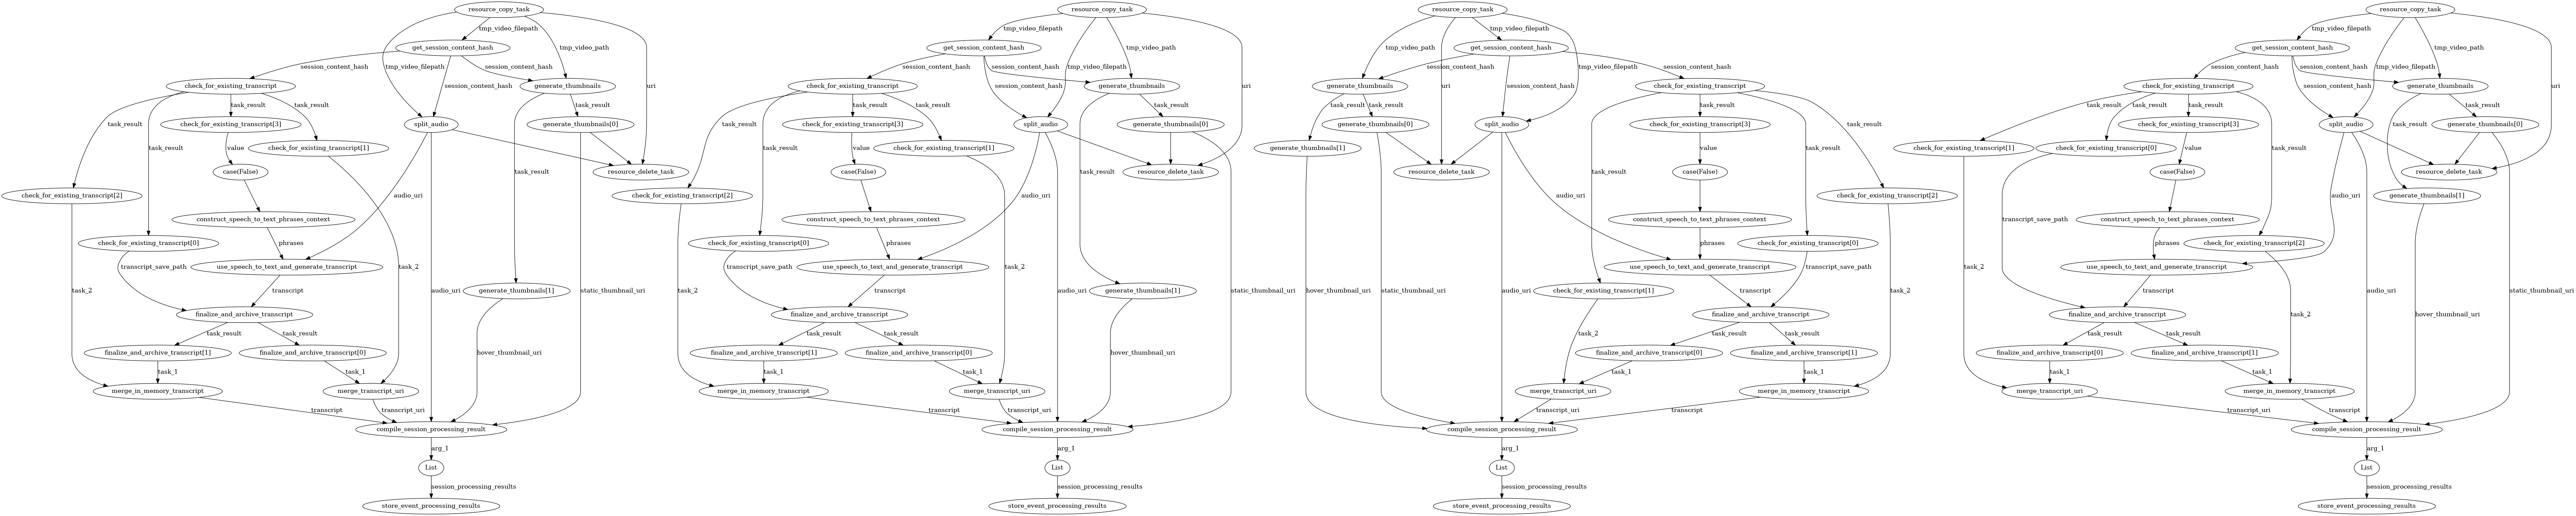 resource_copy_task
tmp_video_filepath
get_session_content_hash
tmp_video_path
session_content_hash
tmp_video_filepath
session_content_hash
session_content_hash
uri
check_for_existing_transcript
generate_thumbnails
task_result
task_result
task_result
task_result
task_result
check_for_existing_transcript[3]
split_audio
generate_thumbnails[0]
value
check_for_existing_transcript[1]
case(False)
resource_delete_task
task_result
check_for_existing_transcript[2]
audio_uri
construct_speech_to_text_phrases_context
check_for_existing_transcript[0]
phrases
transcript_save_path
use_speech_to_text_and_generate_transcript
task_2
task_2
transcript
audio_uri
generate_thumbnails[1]
static_thumbnail_uri
finalize_and_archive_transcript
task_result
task_result
finalize_and_archive_transcript[1]
finalize_and_archive_transcript[0]
hover_thumbnail_uri
task_1
task_1
merge_in_memory_transcript
merge_transcript_uri
transcript
transcript_uri
compile_session_processing_result
arg_1
List
session_processing_results
store_event_processing_results
resource_copy_task
tmp_video_filepath
get_session_content_hash
tmp_video_path
session_content_hash
session_content_hash
tmp_video_filepath
session_content_hash
uri
check_for_existing_transcript
generate_thumbnails
task_result
task_result
task_result
task_result
task_result
check_for_existing_transcript[3]
split_audio
generate_thumbnails[0]
value
check_for_existing_transcript[1]
case(False)
task_result
resource_delete_task
check_for_existing_transcript[2]
audio_uri
construct_speech_to_text_phrases_context
check_for_existing_transcript[0]
phrases
transcript_save_path
use_speech_to_text_and_generate_transcript
task_2
task_2
transcript
audio_uri
generate_thumbnails[1]
static_thumbnail_uri
finalize_and_archive_transcript
task_result
task_result
finalize_and_archive_transcript[1]
finalize_and_archive_transcript[0]
hover_thumbnail_uri
task_1
task_1
merge_in_memory_transcript
merge_transcript_uri
transcript
transcript_uri
compile_session_processing_result
arg_1
List
session_processing_results
store_event_processing_results
resource_copy_task
tmp_video_filepath
tmp_video_path
get_session_content_hash
session_content_hash
tmp_video_filepath
session_content_hash
generate_thumbnails
uri
session_content_hash
check_for_existing_transcript
task_result
task_result
task_result
generate_thumbnails[0]
split_audio
check_for_existing_transcript[3]
task_result
generate_thumbnails[1]
value
task_result
resource_delete_task
task_result
case(False)
audio_uri
check_for_existing_transcript[2]
construct_speech_to_text_phrases_context
phrases
check_for_existing_transcript[0]
use_speech_to_text_and_generate_transcript
transcript_save_path
hover_thumbnail_uri
static_thumbnail_uri
audio_uri
check_for_existing_transcript[1]
transcript
task_2
finalize_and_archive_transcript
task_2
task_result
task_result
finalize_and_archive_transcript[0]
finalize_and_archive_transcript[1]
task_1
task_1
merge_transcript_uri
merge_in_memory_transcript
transcript_uri
transcript
compile_session_processing_result
arg_1
List
session_processing_results
store_event_processing_results
resource_copy_task
tmp_video_filepath
get_session_content_hash
tmp_video_path
session_content_hash
tmp_video_filepath
session_content_hash
session_content_hash
uri
check_for_existing_transcript
generate_thumbnails
task_result
task_result
task_result
task_result
task_result
check_for_existing_transcript[3]
split_audio
generate_thumbnails[0]
check_for_existing_transcript[1]
check_for_existing_transcript[0]
value
task_result
case(False)
resource_delete_task
audio_uri
generate_thumbnails[1]
transcript_save_path
construct_speech_to_text_phrases_context
phrases
check_for_existing_transcript[2]
task_2
use_speech_to_text_and_generate_transcript
transcript
audio_uri
static_thumbnail_uri
finalize_and_archive_transcript
task_2
hover_thumbnail_uri
task_result
task_result
finalize_and_archive_transcript[0]
finalize_and_archive_transcript[1]
task_1
task_1
merge_transcript_uri
merge_in_memory_transcript
transcript_uri
transcript
compile_session_processing_result
arg_1
List
session_processing_results
store_event_processing_results